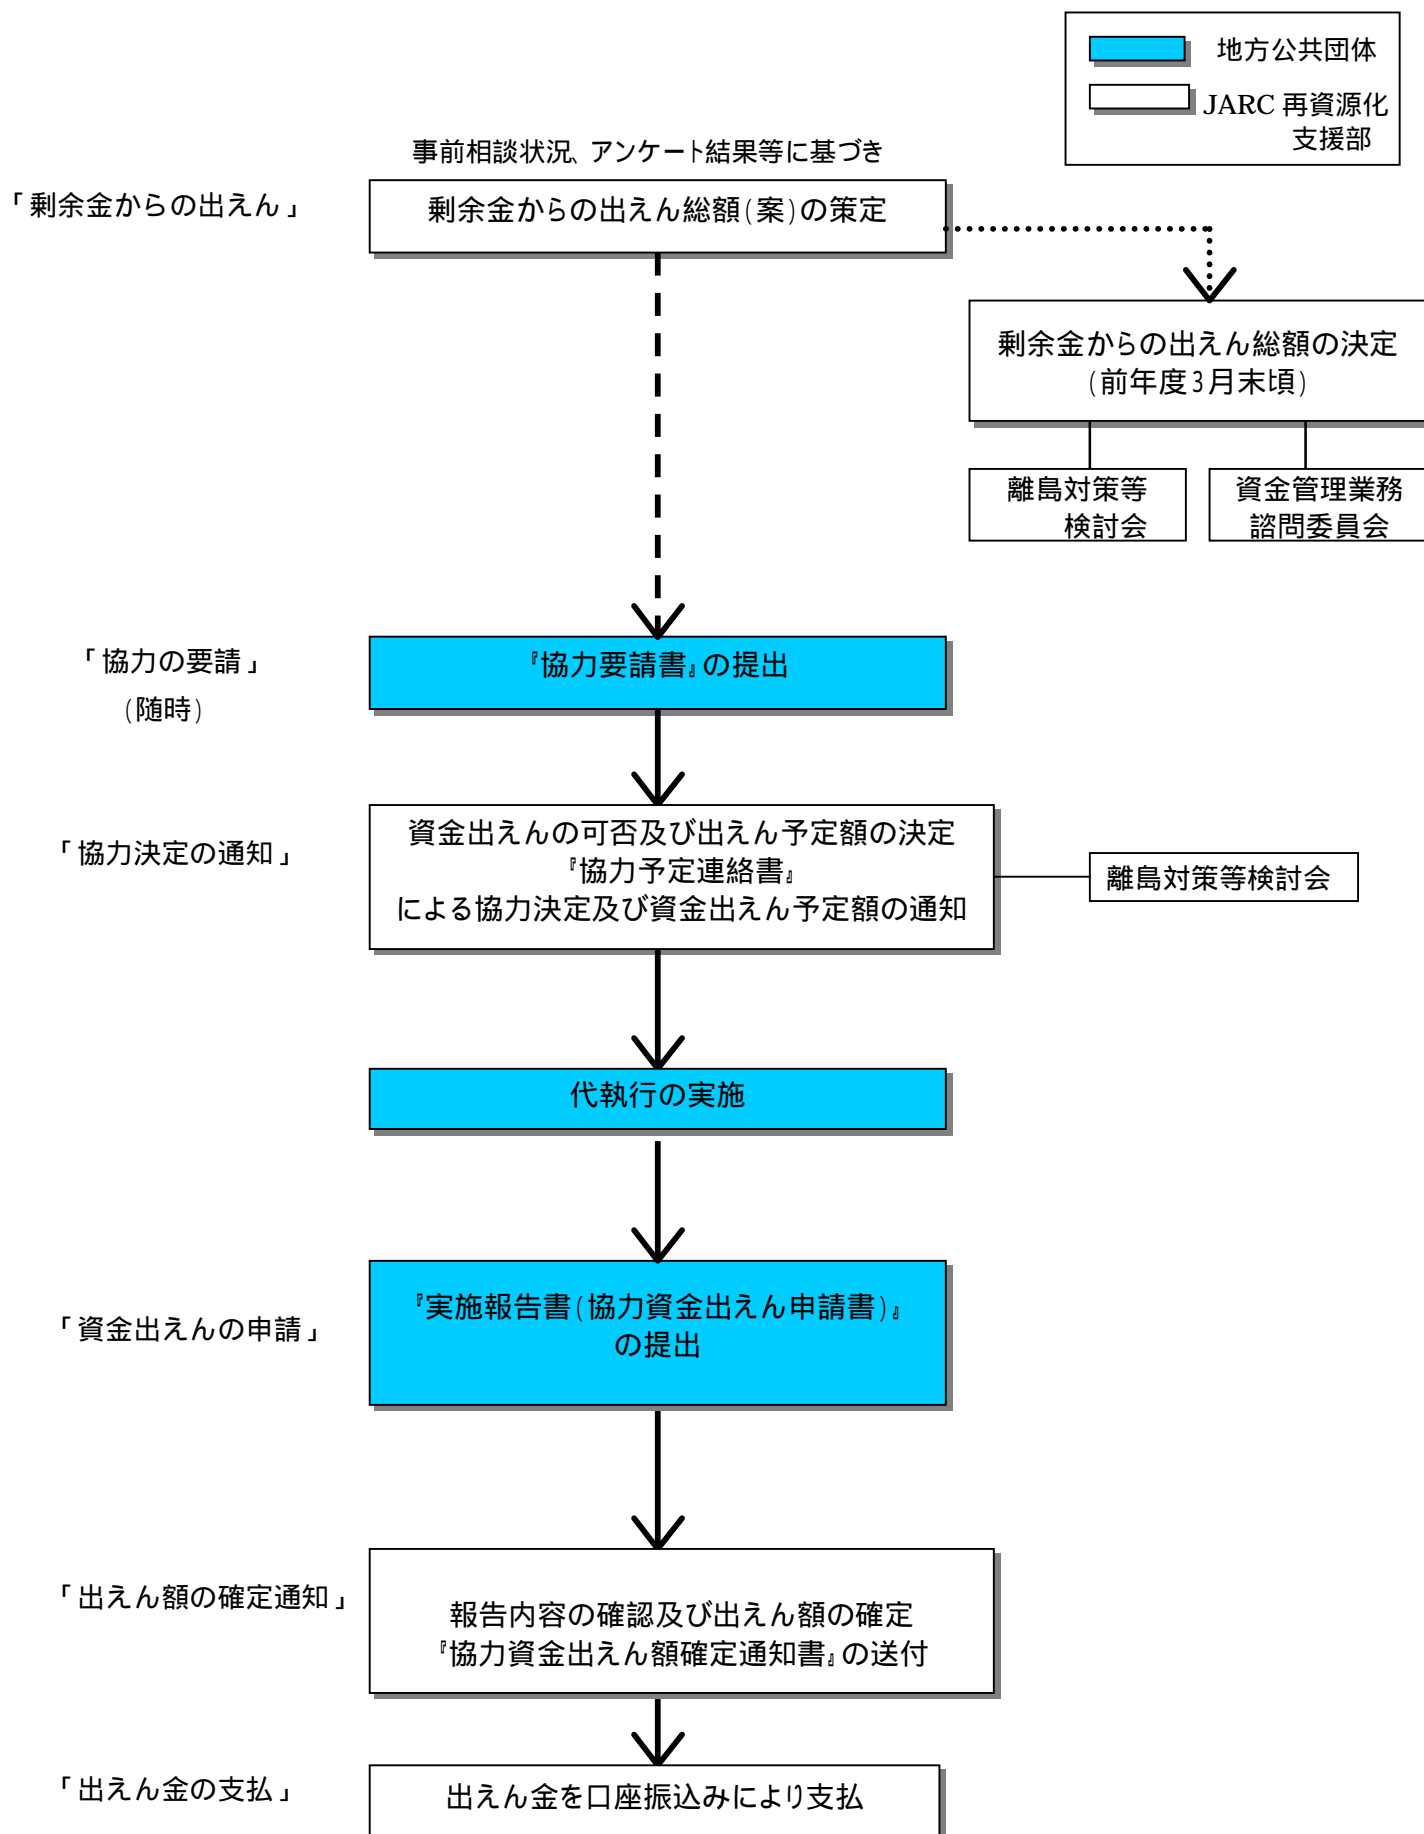 地方公共団体
JARC 再資源化
支援部
事前相談状況、アンケート結果等に基づき
「剰余金からの出えん」
剰余金からの出えん総額(案)の策定
剰余金からの出えん総額の決定
(前年度3月末頃)
離島対策等
検討会
資金管理業務
諮問委員会
「協力の要請」
(随時)
『協力要請書』の提出
「協力決定の通知」
資金出えんの可否及び出えん予定額の決定
『協力予定連絡書』
による協力決定及び資金出えん予定額の通知
離島対策等検討会
代執行の実施
「資金出えんの申請」
『実施報告書(協力資金出えん申請書)』
の提出
「出えん額の確定通知」
報告内容の確認及び出えん額の確定
『協力資金出えん額確定通知書』の送付
「出えん金の支払」
出えん金を口座振込みにより支払